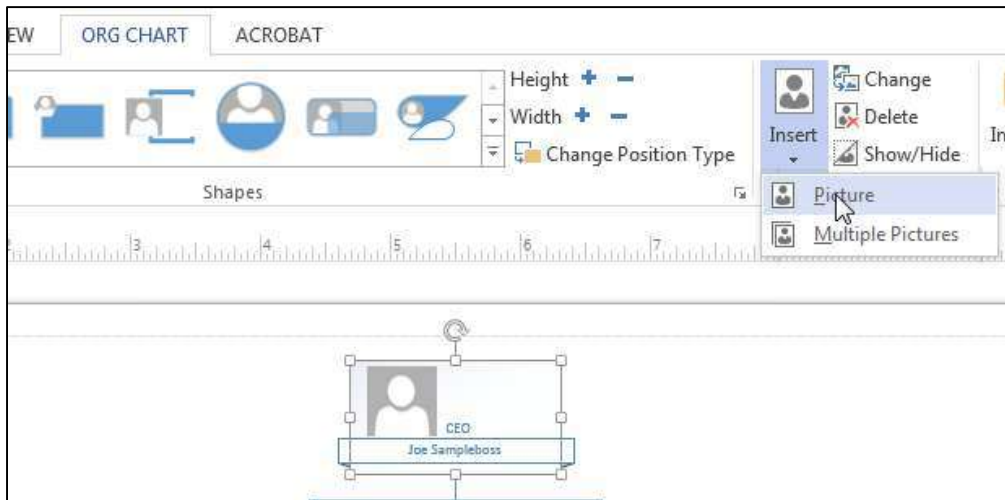 EW ORG CHART ACROBAT
Height
Width
Change Position Type
Shapes
Insert
Change
Delete
Show/Hide
In
Picture
Multiple Pictures
3 4 5 6 7
CEO
Joe Sampleboss